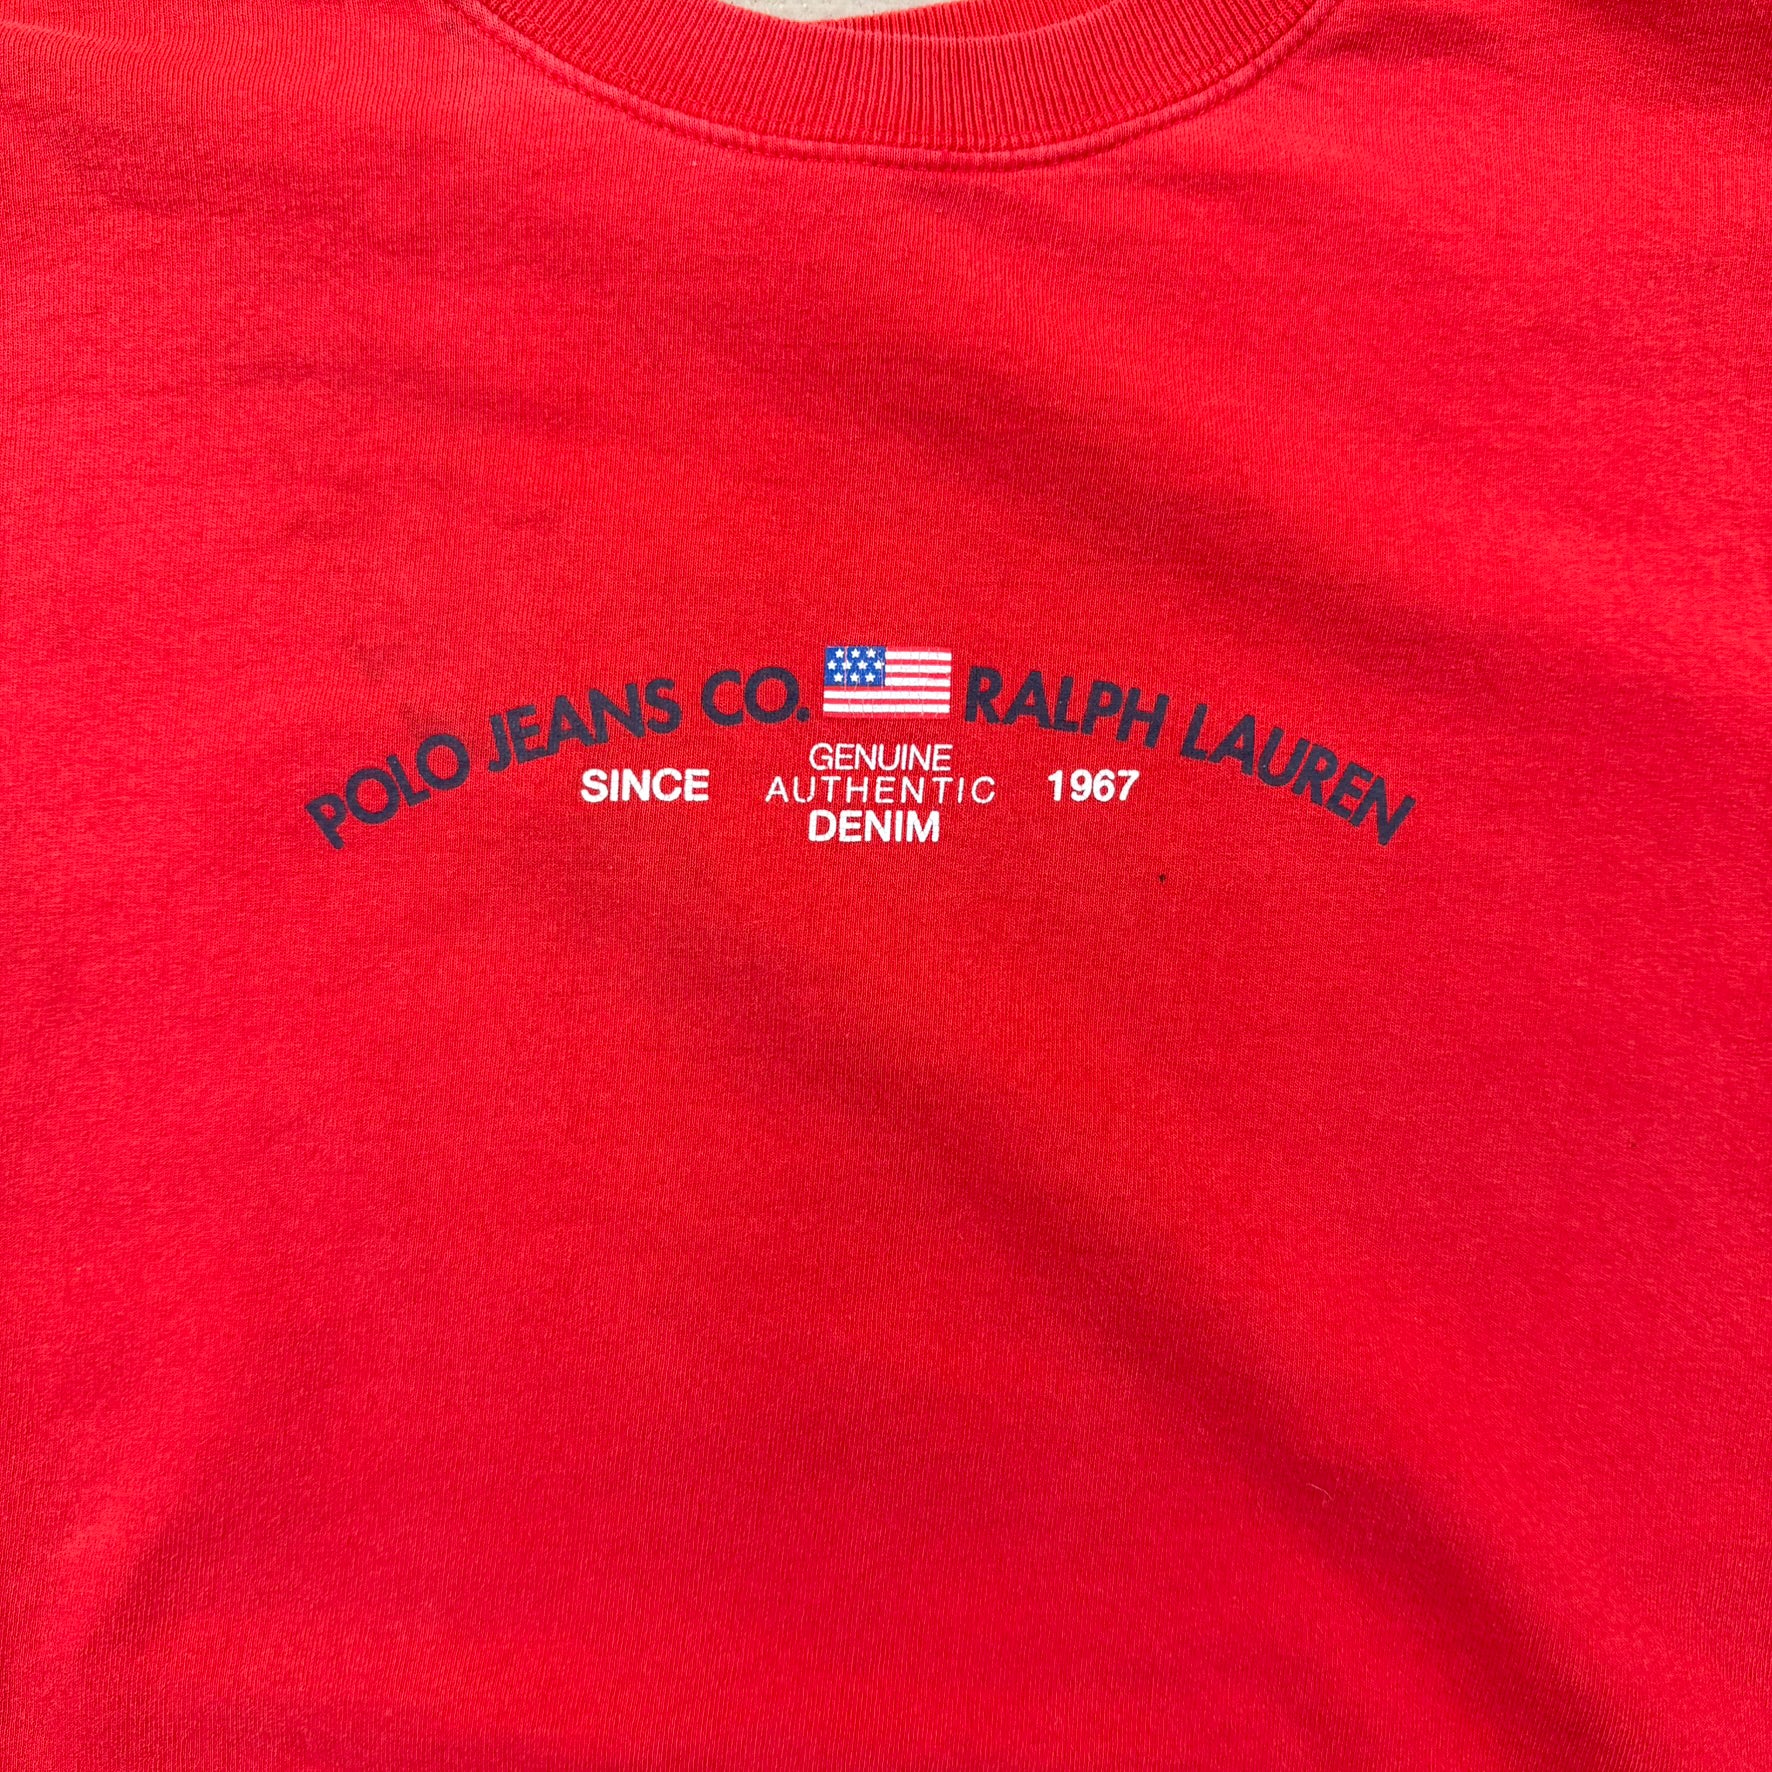 POLO JEANS CO. RALPH LAUREN
GENUINE
SINCE AUTHENTIC 1967
DENIM